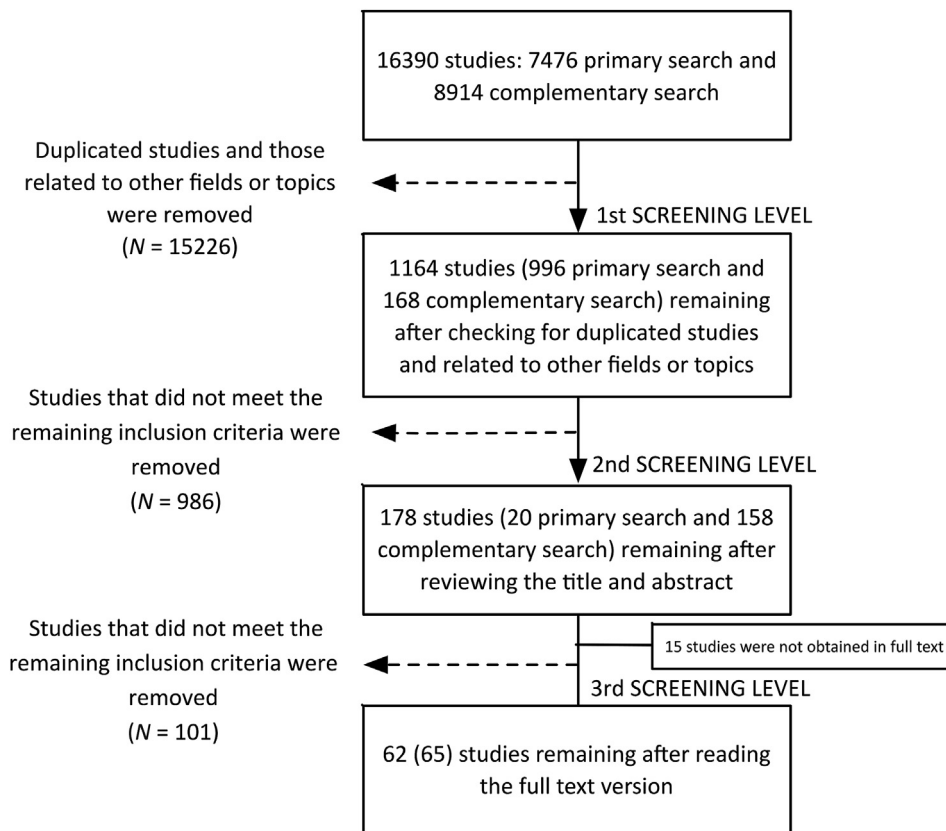 16390 studies: 7476 primary search and
8914 complementary search
Duplicated studies and those
related to other fields or topics
were removed
(N = 15226)
1st SCREENING LEVEL
1164 studies (996 primary search and
168 complementary search) remaining
after checking for duplicated studies
and related to other fields or topics
Studies that did not meet the
remaining inclusion criteria were
removed
(N = 986)
2nd SCREENING LEVEL
178 studies (20 primary search and 158
complementary search) remaining after
reviewing the title and abstract
15 studies were not obtained in full text
Studies that did not meet the
remaining inclusion criteria were
removed
(N = 101)
3rd SCREENING LEVEL
62 (65) studies remaining after reading
the full text version